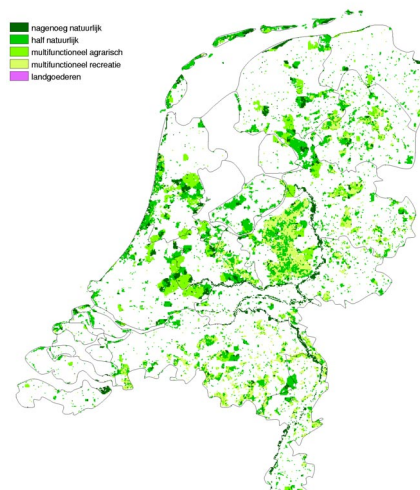 nagenoeg natuurlijk
half natuurlijk
multifunctioneel agrarisch
multifunctioneel recreatie
landgoederen